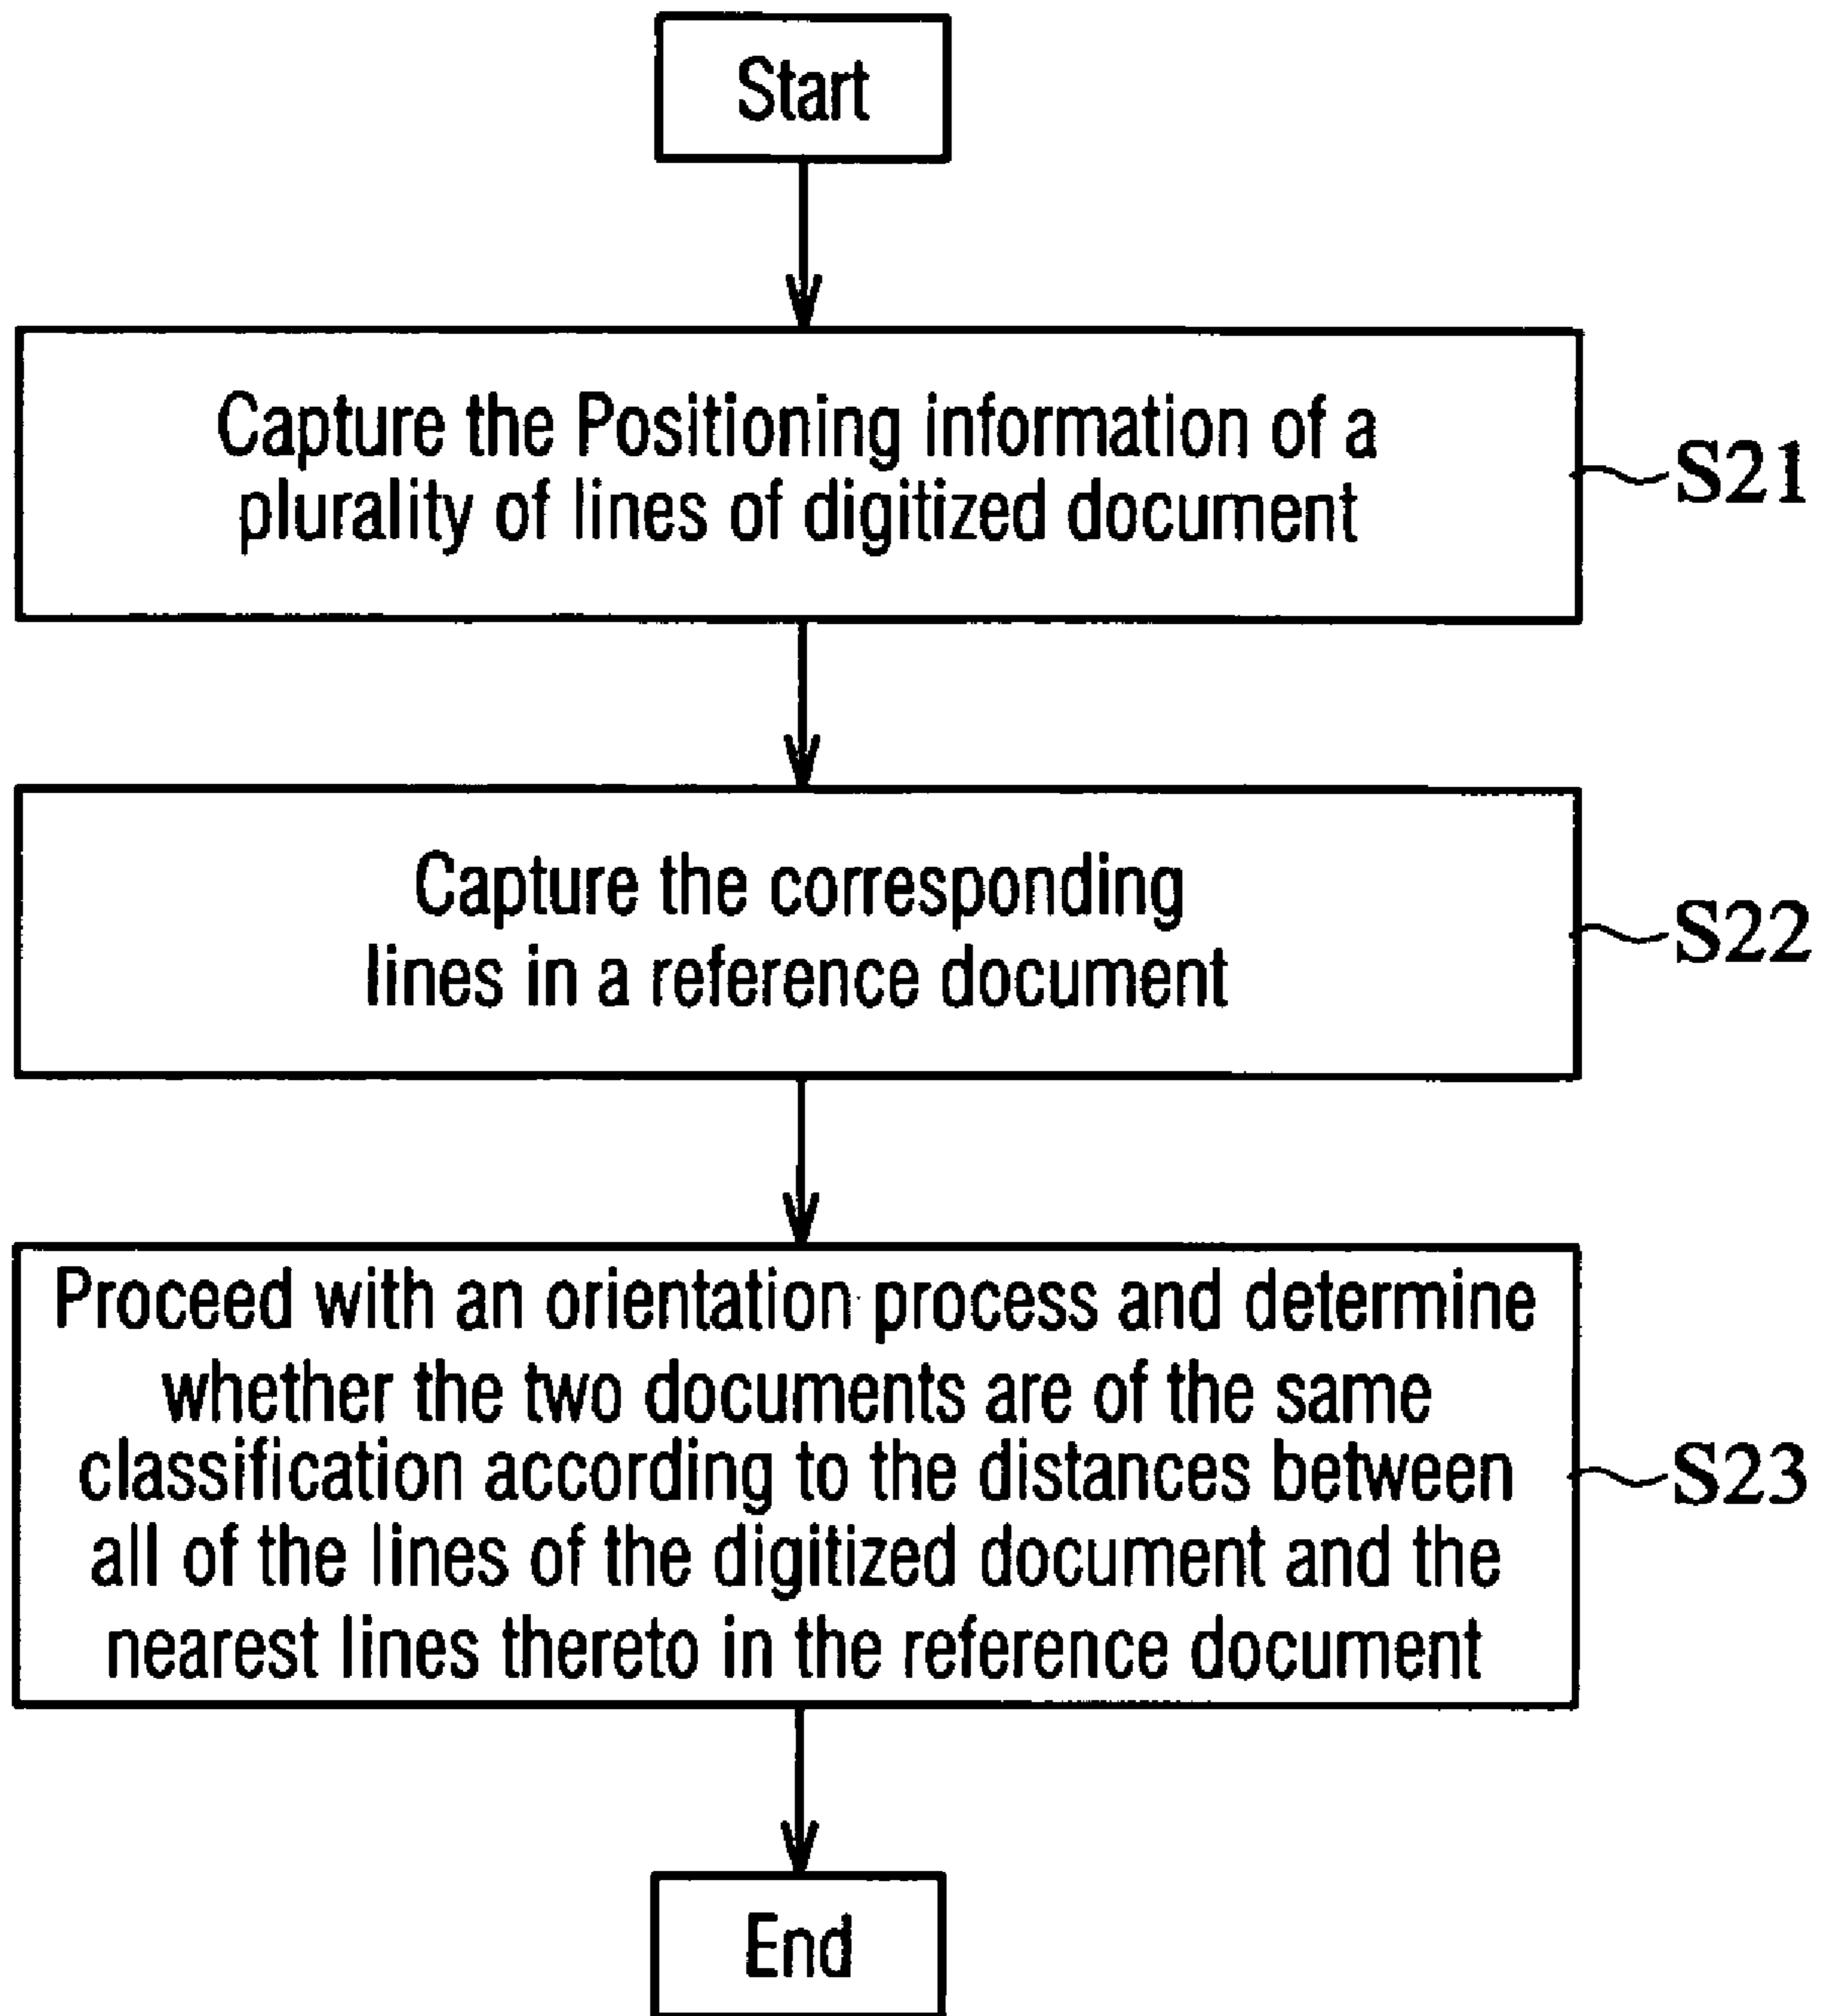 Start
Capture the Positioning information of a
plurality of lines of digitized document
S21
Capture the corresponding
lines in a reference document
S22
Proceed with an orientation process and determine
whether the two documents are of the same
classification according to the distances between
all of the lines of the digitized document and the
nearest lines thereto in the reference document
S23
End